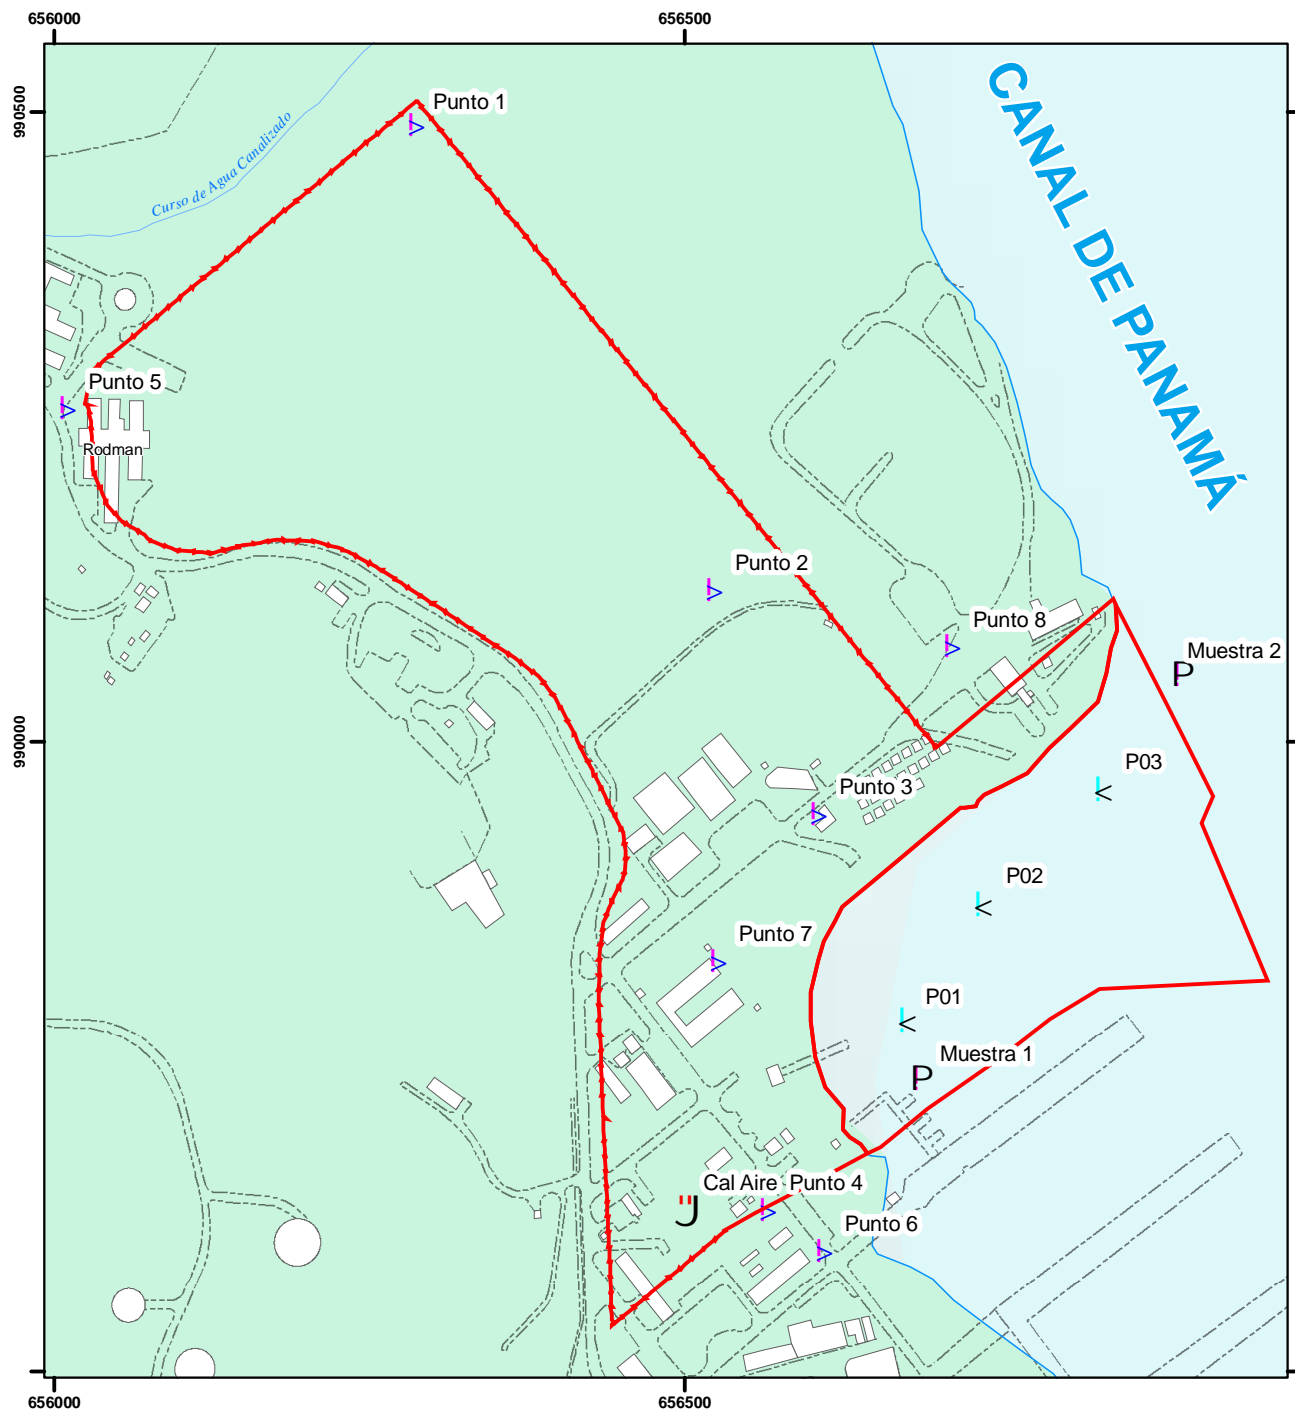 656000
656500
990500
Punto 1
CANAL DE PANAMÁ
Curso de Agua Canalizado
Punto 5
Rodman
Punto 2
Punto 8
Muestra 2
P
990000
P03
Punto 3
P02
Punto 7
P01
Muestra 1
P
Cal Aire
Punto 4
Punto 6
656000
656500